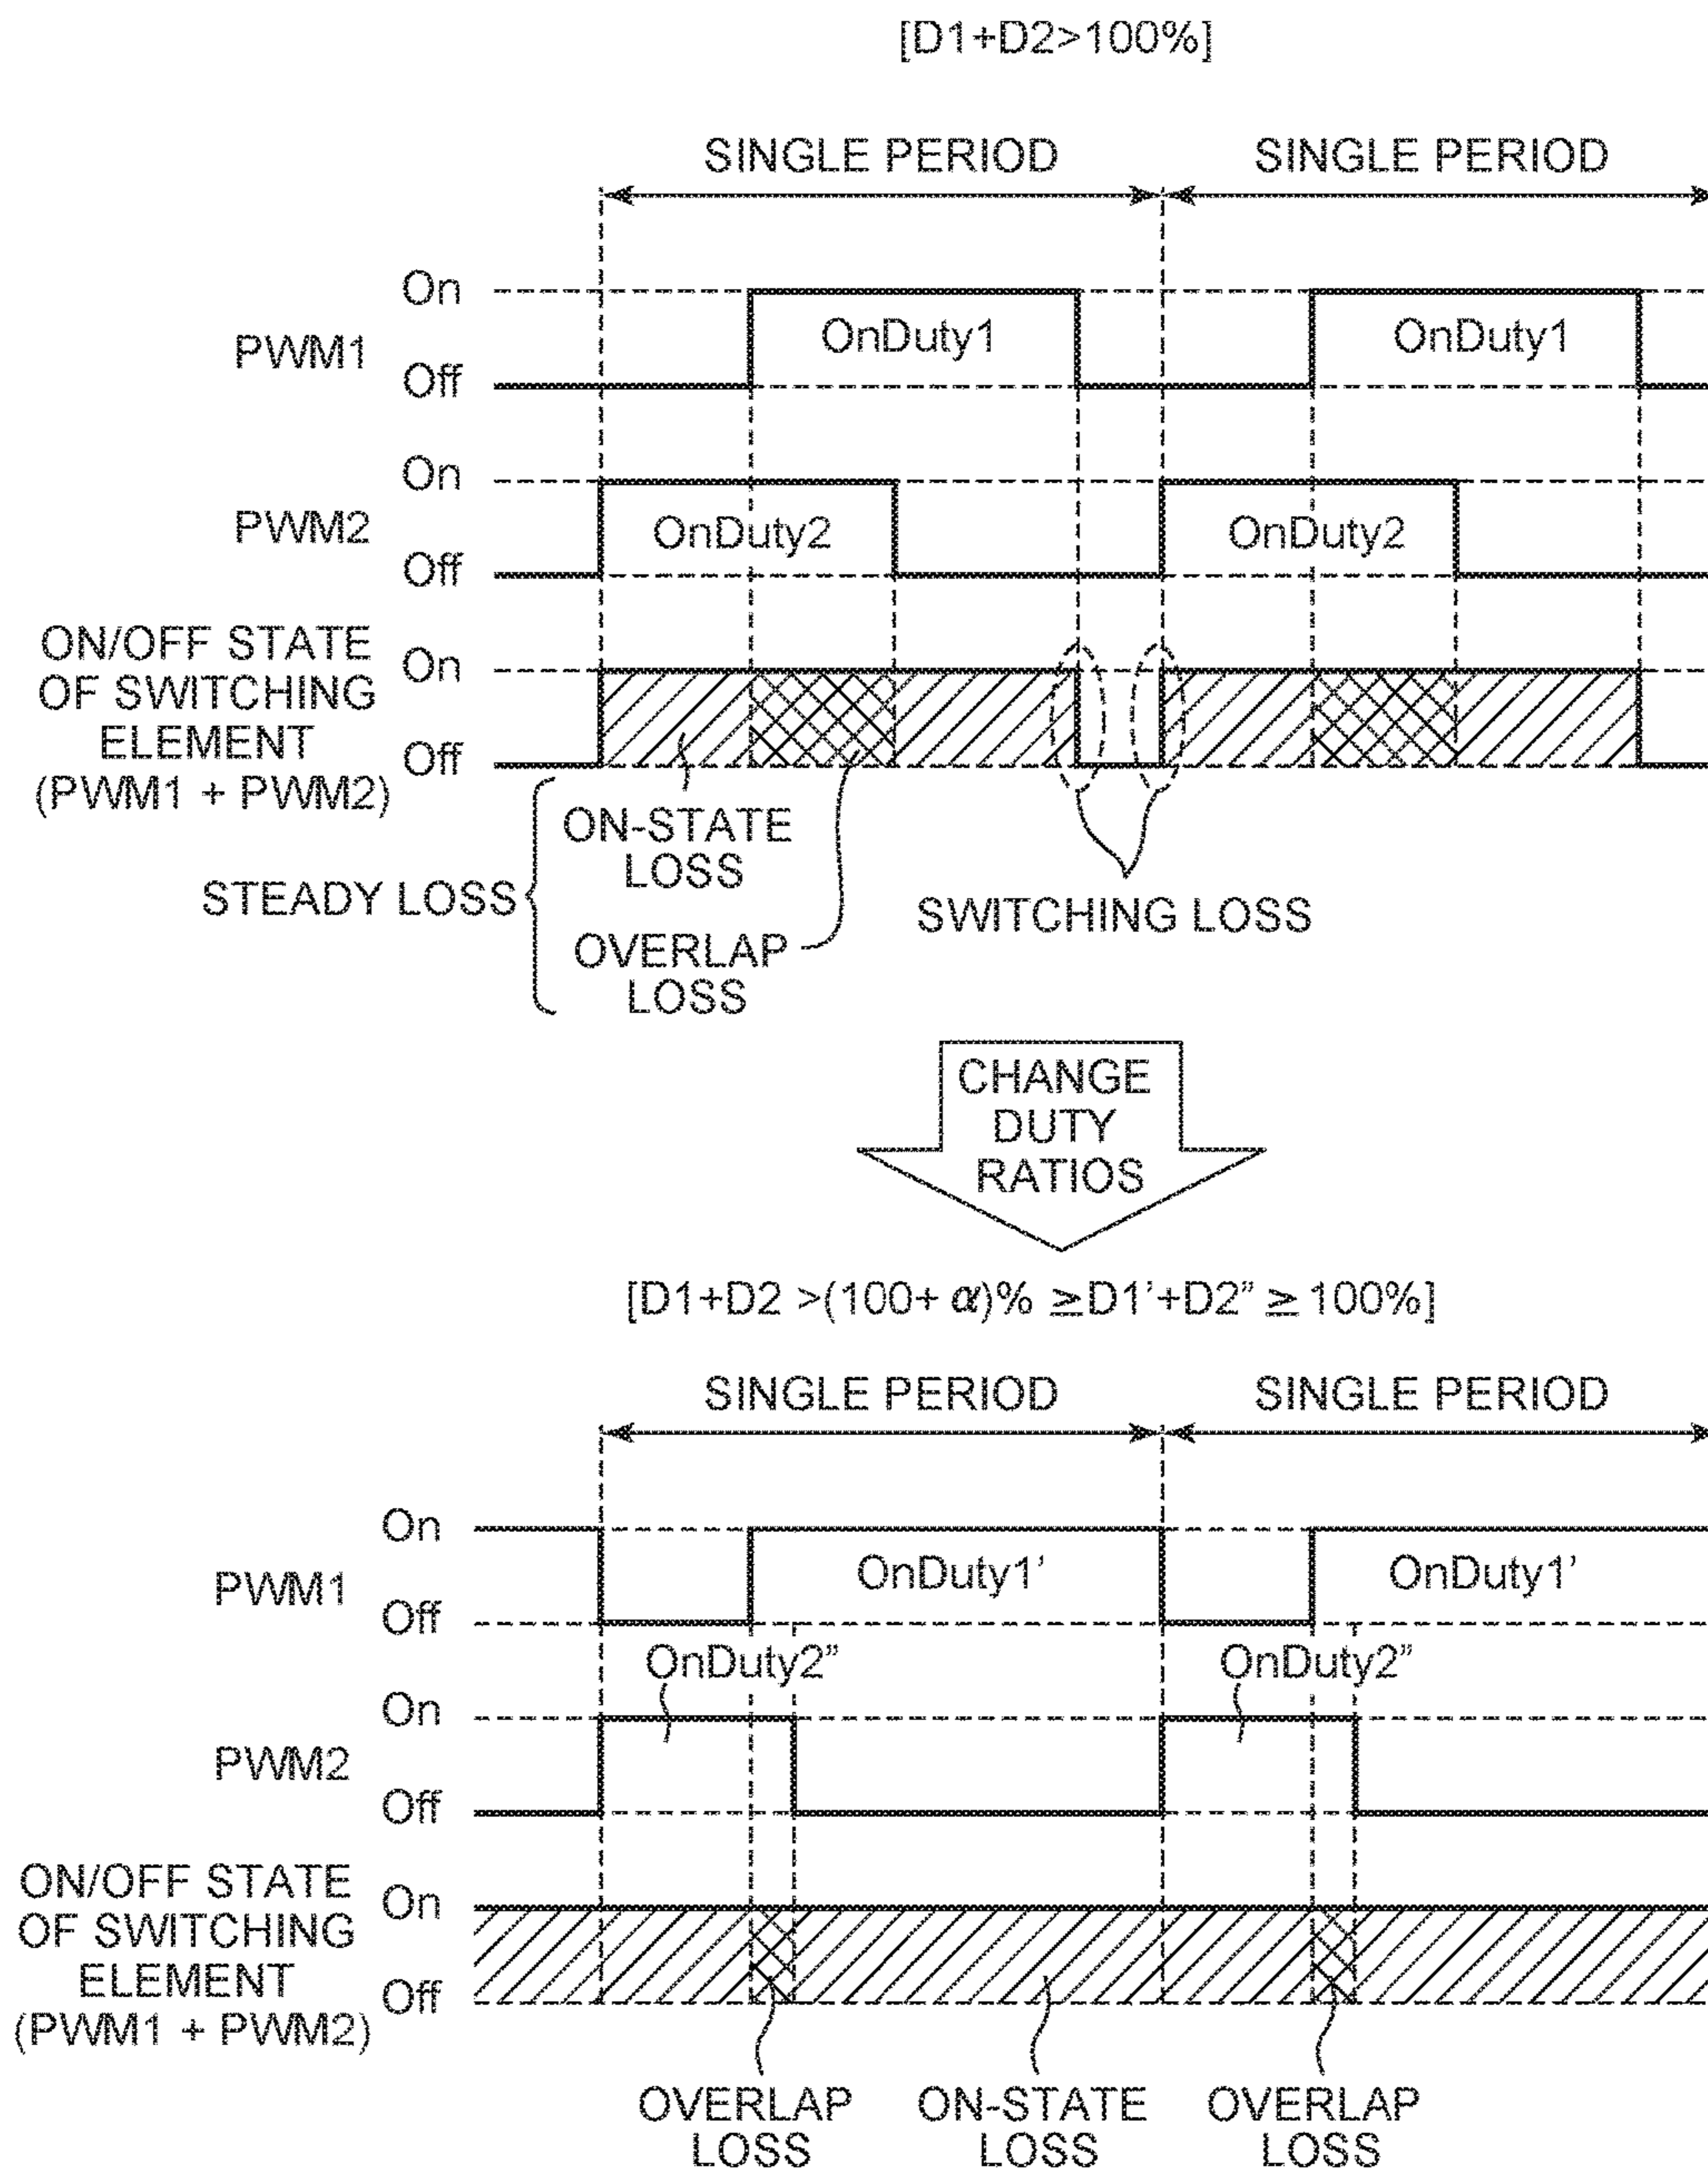 [D1+D2>100%]
SINGLE PERIOD
SINGLE PERIOD
On
PWM1
Off
OnDuty1
OnDuty1
On
PWM2
Off
OnDuty2
OnDuty2
ON/OFF STATE
OF SWITCHING
ELEMENT
(PWM1 + PWM2)
On
Off
STEADY LOSS
ON-STATE
LOSS
OVERLAP
LOSS
SWITCHING LOSS
CHANGE
DUTY
RATIOS
[D1+D2 >(100+ α)% ≥D1'+D2" ≥ 100%]
SINGLE PERIOD
SINGLE PERIOD
On
PWM1
Off
OnDuty1'
OnDuty1'
OnDuty2"
OnDuty2"
On
PWM2
Off
ON/OFF STATE
OF SWITCHING
ELEMENT
(PWM1 + PWM2)
On
Off
OVERLAP
LOSS
ON-STATE
LOSS
OVERLAP
LOSS